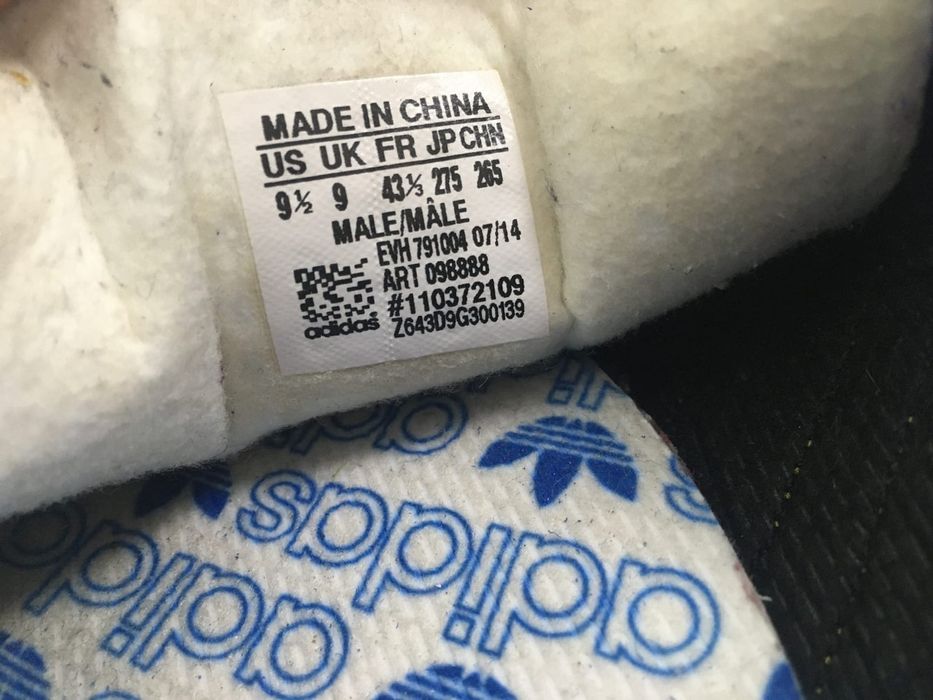 MADE IN CHINA
US UK FR JP CHN
9½ 9 43⅓ 275 265
MALE/MÂLE
EVH 791004 07/14
ART 098888
#110372109
adidas
Z643D9G300139
adidas
adidas
adidas